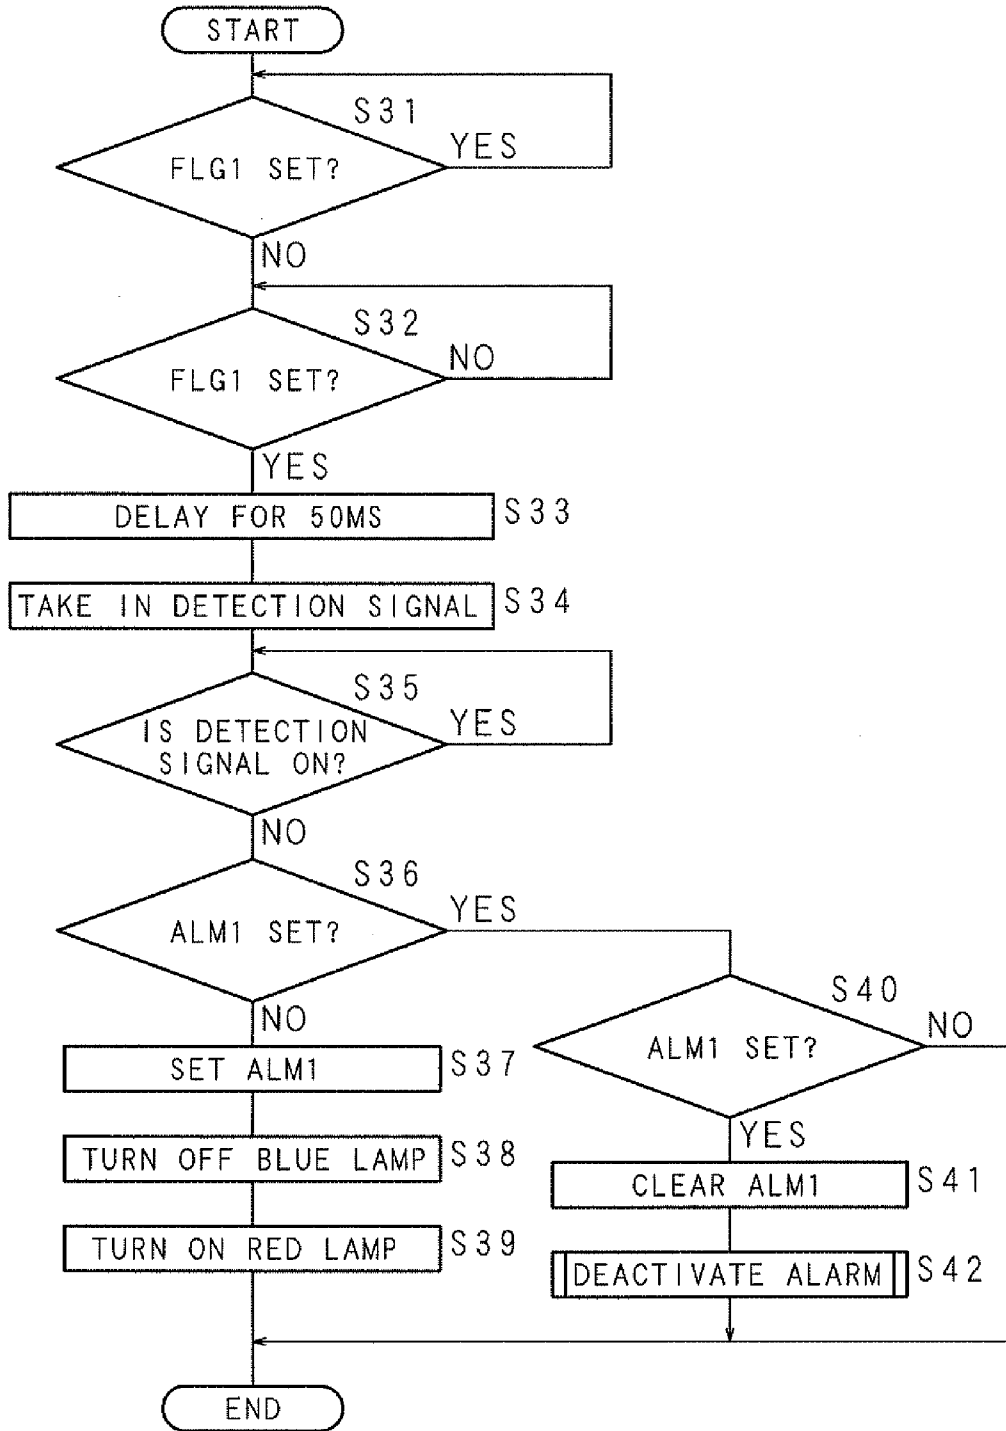 START
S31
FLG1 SET?
YES
NO
S32
FLG1 SET?
NO
YES
DELAY FOR 50MS
S33
TAKE IN DETECTION SIGNAL
S34
S35
IS DETECTION
SIGNAL ON?
YES
NO
S36
ALM1 SET?
YES
NO
SET ALM1
S37
TURN OFF BLUE LAMP
S38
TURN ON RED LAMP
S39
S40
ALM1 SET?
NO
YES
CLEAR ALM1
S41
DEACTIVATE ALARM
S42
END